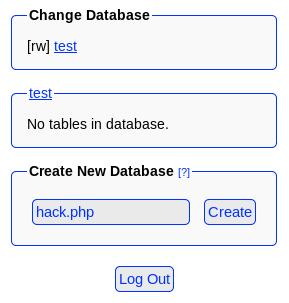 Change Database
[rw] test
test
No tables in database.
Create New Database [?]
hack.php Create
Log Out